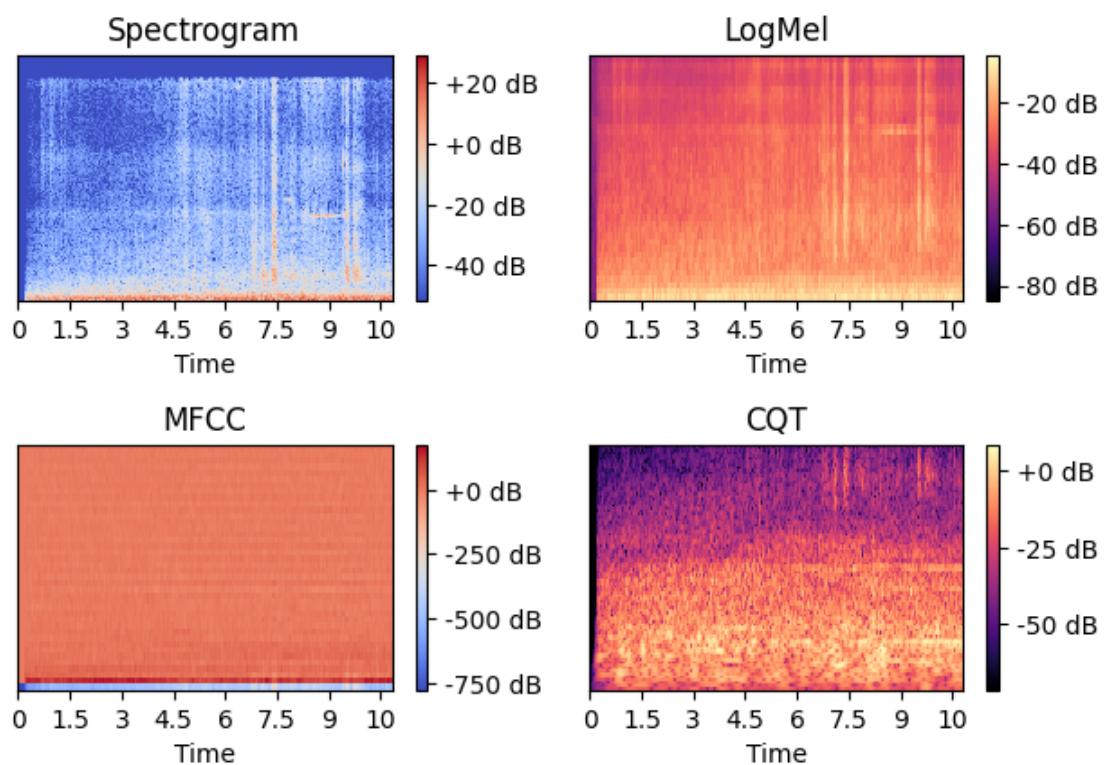 Spectrogram
+20 dB
+0 dB
-20 dB
-40 dB
0 1.5 3 4.5 6 7.5 9 10
Time
LogMel
-20 dB
-40 dB
-60 dB
-80 dB
0 1.5 3 4.5 6 7.5 9 10
Time
MFCC
+0 dB
-250 dB
-500 dB
-750 dB
0 1.5 3 4.5 6 7.5 9 10
Time
CQT
+0 dB
-25 dB
-50 dB
0 1.5 3 4.5 6 7.5 9 10
Time